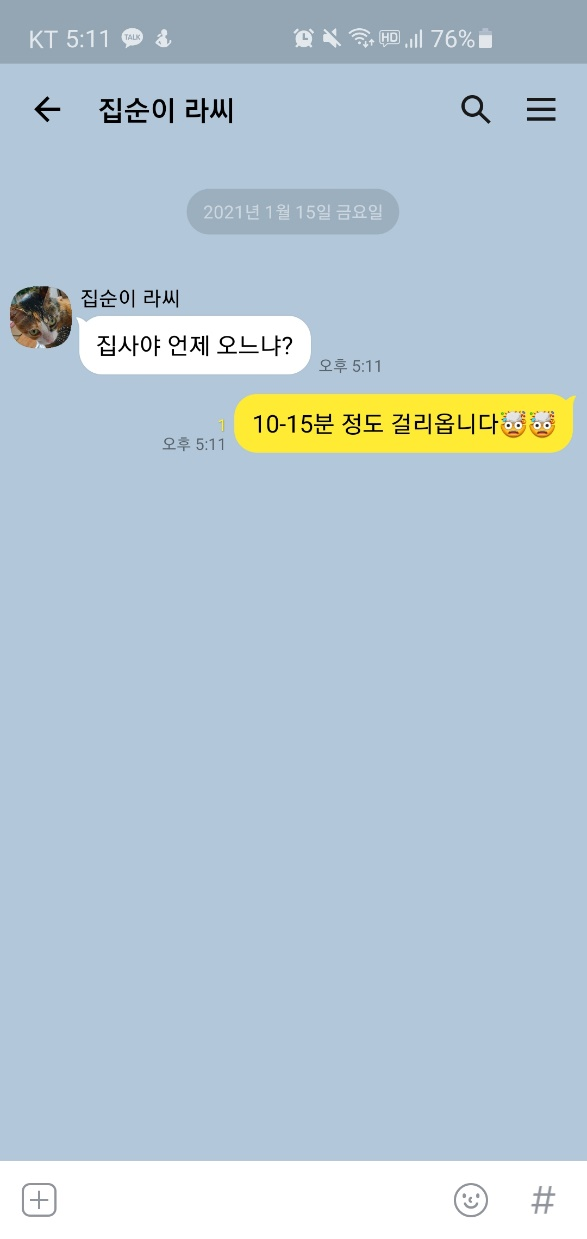 KT 5:11 TALK HD 76%
집순이 라씨
2021년 1월 15일 금요일
집순이 라씨
집사야 언제 오느냐?
오후 5:11
10-15분 정도 걸리옵니다🤯🤯
1
오후 5:11
#